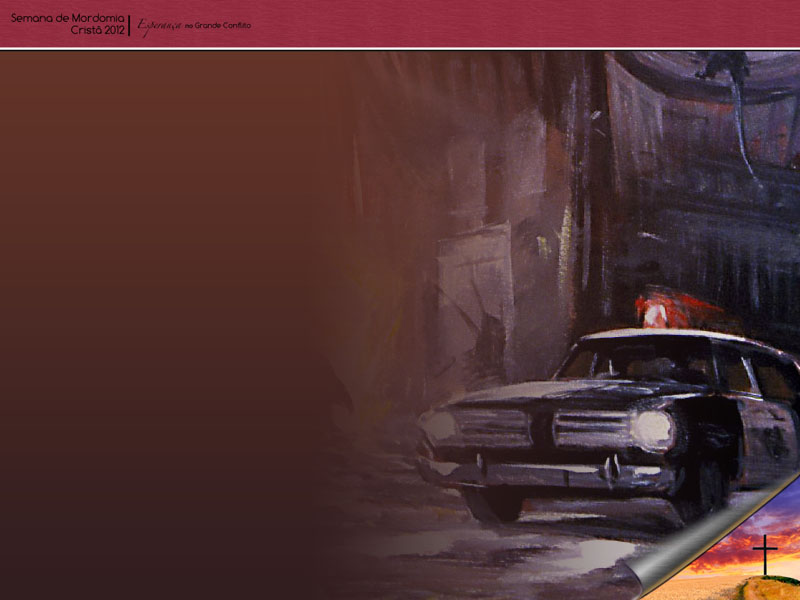 Semana de Mordomia
Cristã 2012
Esperança no Grande Conflito